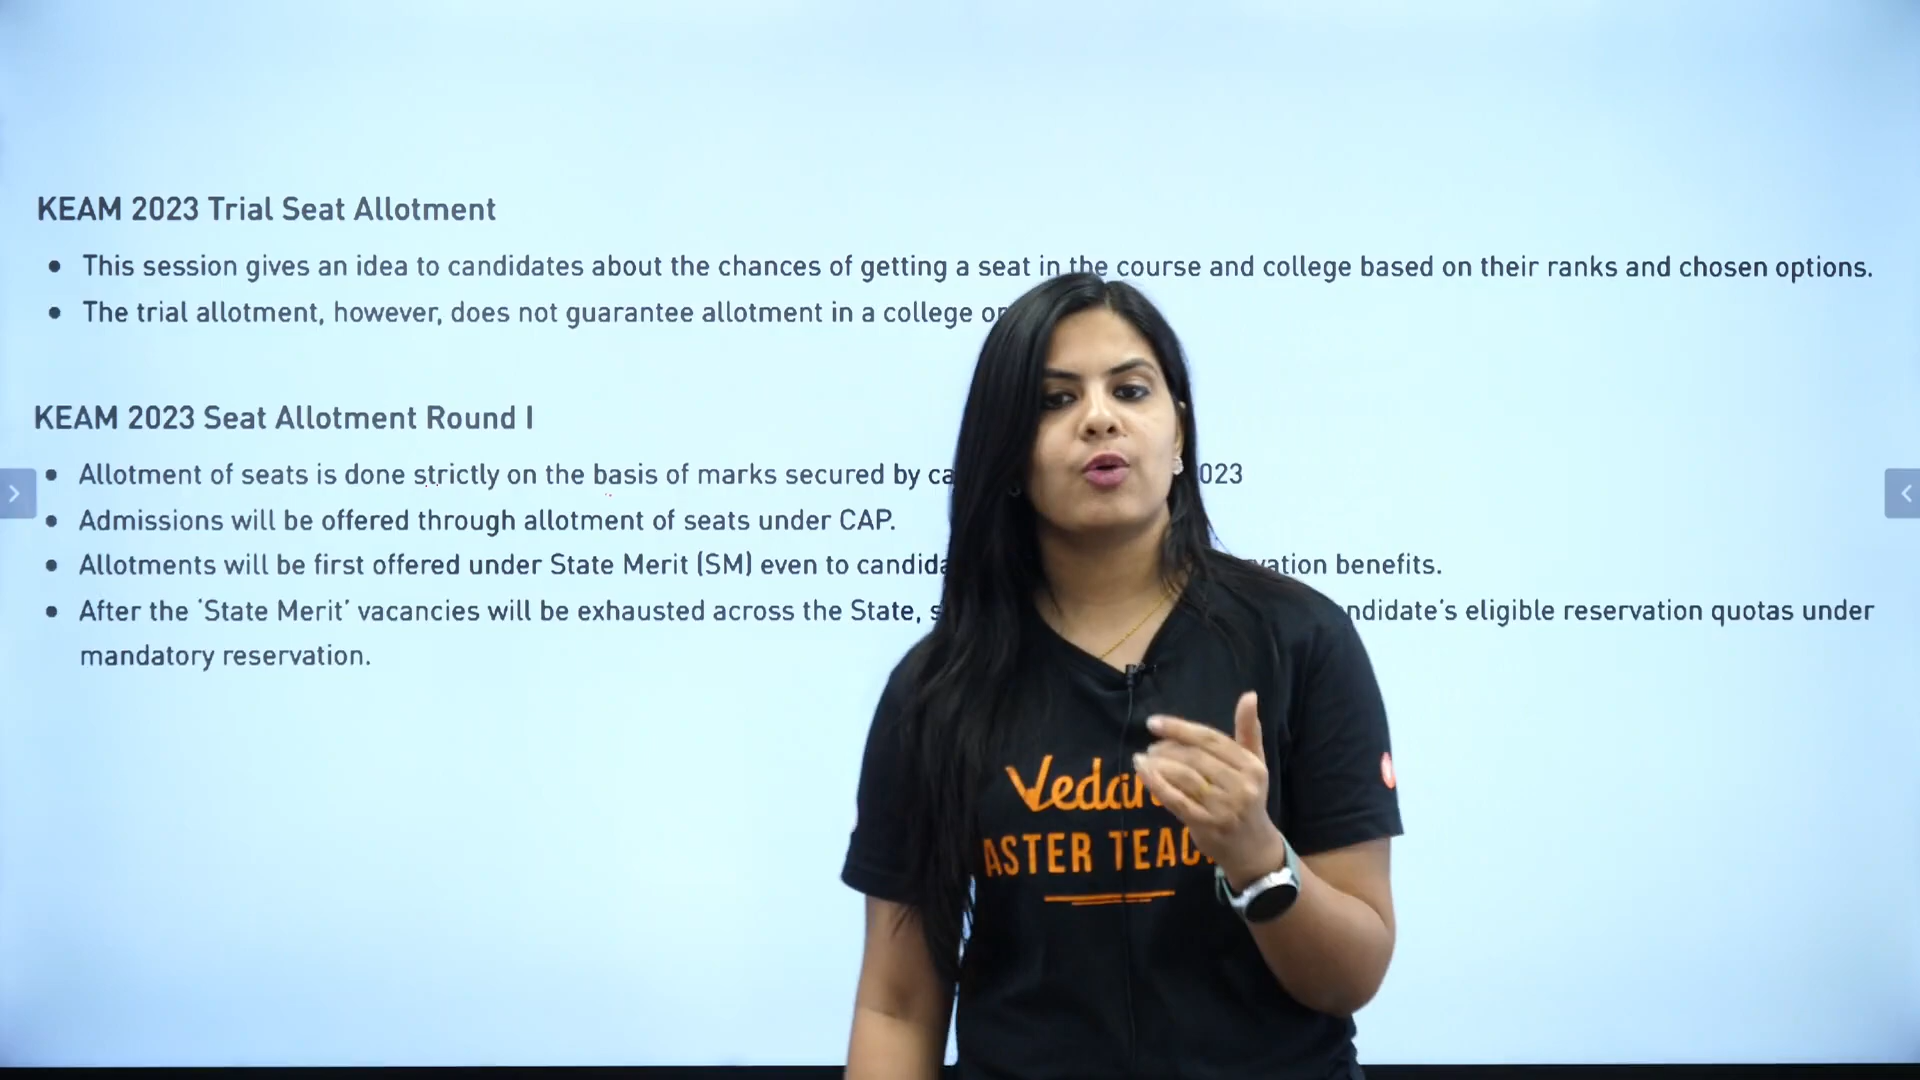 KEAM 2023 Trial Seat Allotment
This session gives an idea to candidates about the chances of getting a seat in the course and college based on their ranks and chosen options.
The trial allotment, however, does not guarantee allotment in a college or
KEAM 2023 Seat Allotment Round I
Allotment of seats is done strictly on the basis of marks secured by ca 023
Admissions will be offered through allotment of seats under CAP.
Allotments will be first offered under State Merit (SM) even to candida vation benefits.
After the 'State Merit' vacancies will be exhausted across the State, s ndidate's eligible reservation quotas under
mandatory reservation.
Vedan
ASTER TEAC